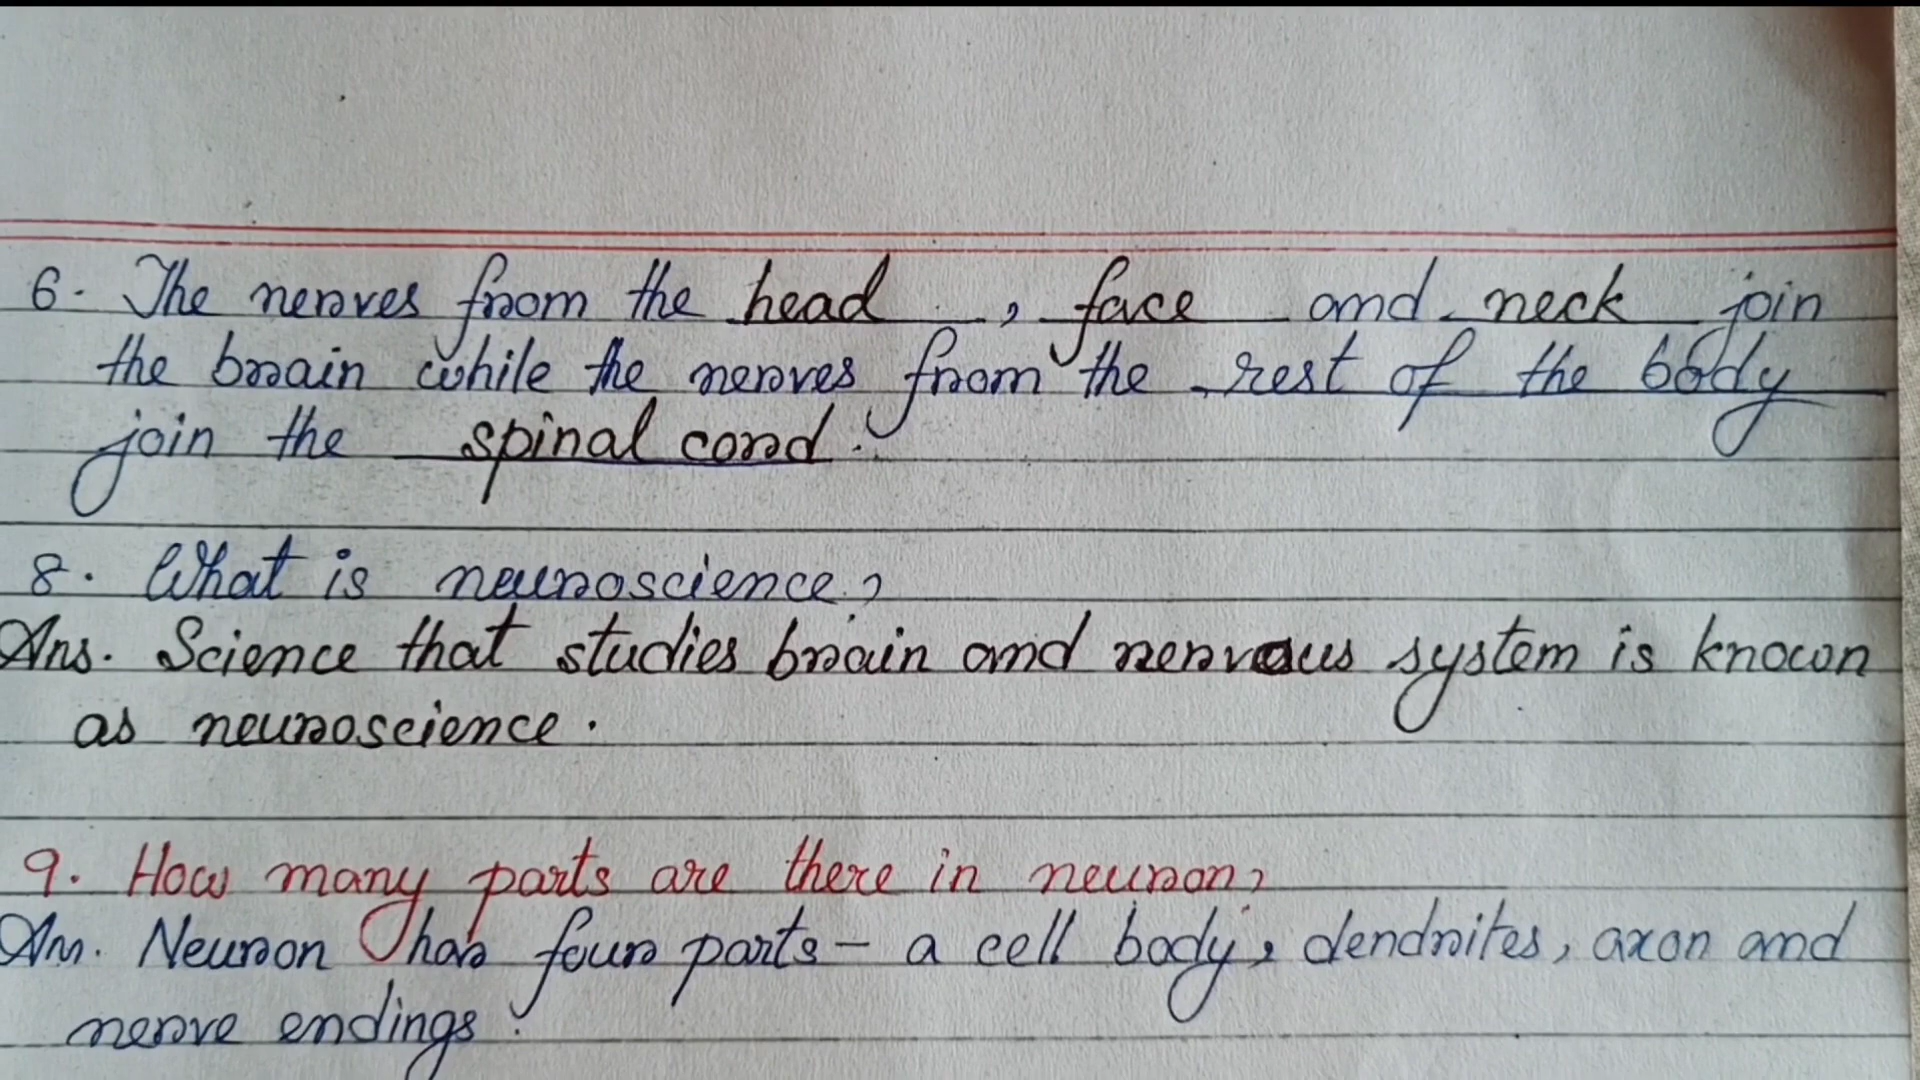 6. The nerves from the head, face and neck join
the brain while the nerves from the rest of the body
join the spinal cord.
8. What is neuroscience?
Ans. Science that studies brain and nervous system is known
as neuroscience.
9. How many parts are there in neuron?
Ans. Neuron has four parts - a cell body, dendrites, axon and
nerve endings.